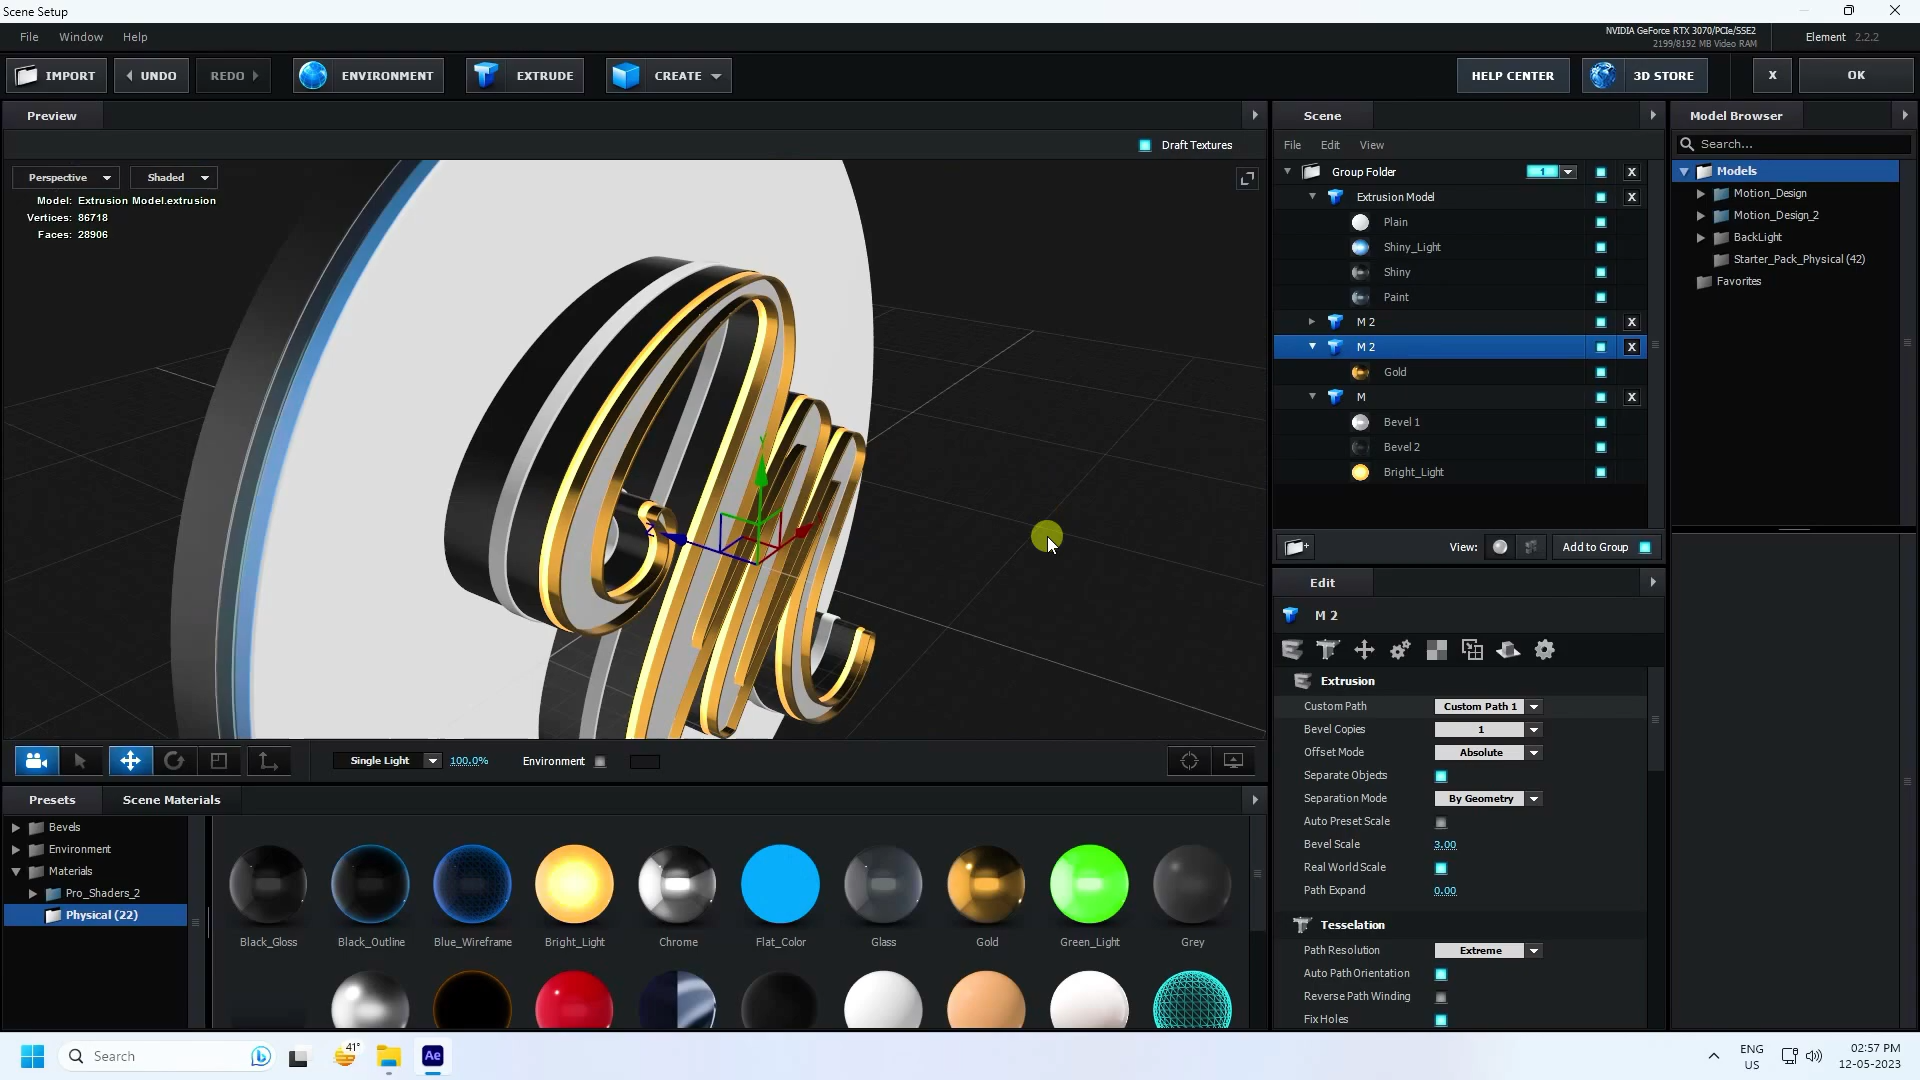 Scene Setup
File Window Help
NVIDIA GeForce RTX 3070/PCIe/SSE2
2199/8192 MB Video RAM
Element 2.2.2
IMPORT UNDO REDO ENVIRONMENT EXTRUDE CREATE HELP CENTER 3D STORE X OK
Preview
Draft Textures
Perspective Shaded
Model: Extrusion Model.extrusion
Vertices: 86718
Faces: 28906
Single Light 100.0% Environment
Scene
File Edit View
Group Folder 1 X
Extrusion Model X
Plain
Shiny_Light
Shiny
Paint
M 2 X
M 2 X
Gold
M X
Bevel 1
Bevel 2
Bright_Light
View: Add to Group
Model Browser
Search...
Models
Motion_Design
Motion_Design_2
BackLight
Starter_Pack_Physical (42)
Favorites
Edit
M 2
Extrusion
Custom Path Custom Path 1
Bevel Copies 1
Offset Mode Absolute
Separate Objects
Separation Mode By Geometry
Auto Preset Scale
Bevel Scale 3.00
Real World Scale
Path Expand 0.00
Tesselation
Path Resolution Extreme
Auto Path Orientation
Reverse Path Winding
Fix Holes
Presets Scene Materials
Bevels
Environment
Materials
Pro_Shaders_2
Physical (22)
Black_Gloss Black_Outline Blue_Wireframe Bright_Light Chrome Flat_Color Glass Gold Green_Light Grey
Search
41°
Ae
ENG
US
02:57 PM
12-05-2023